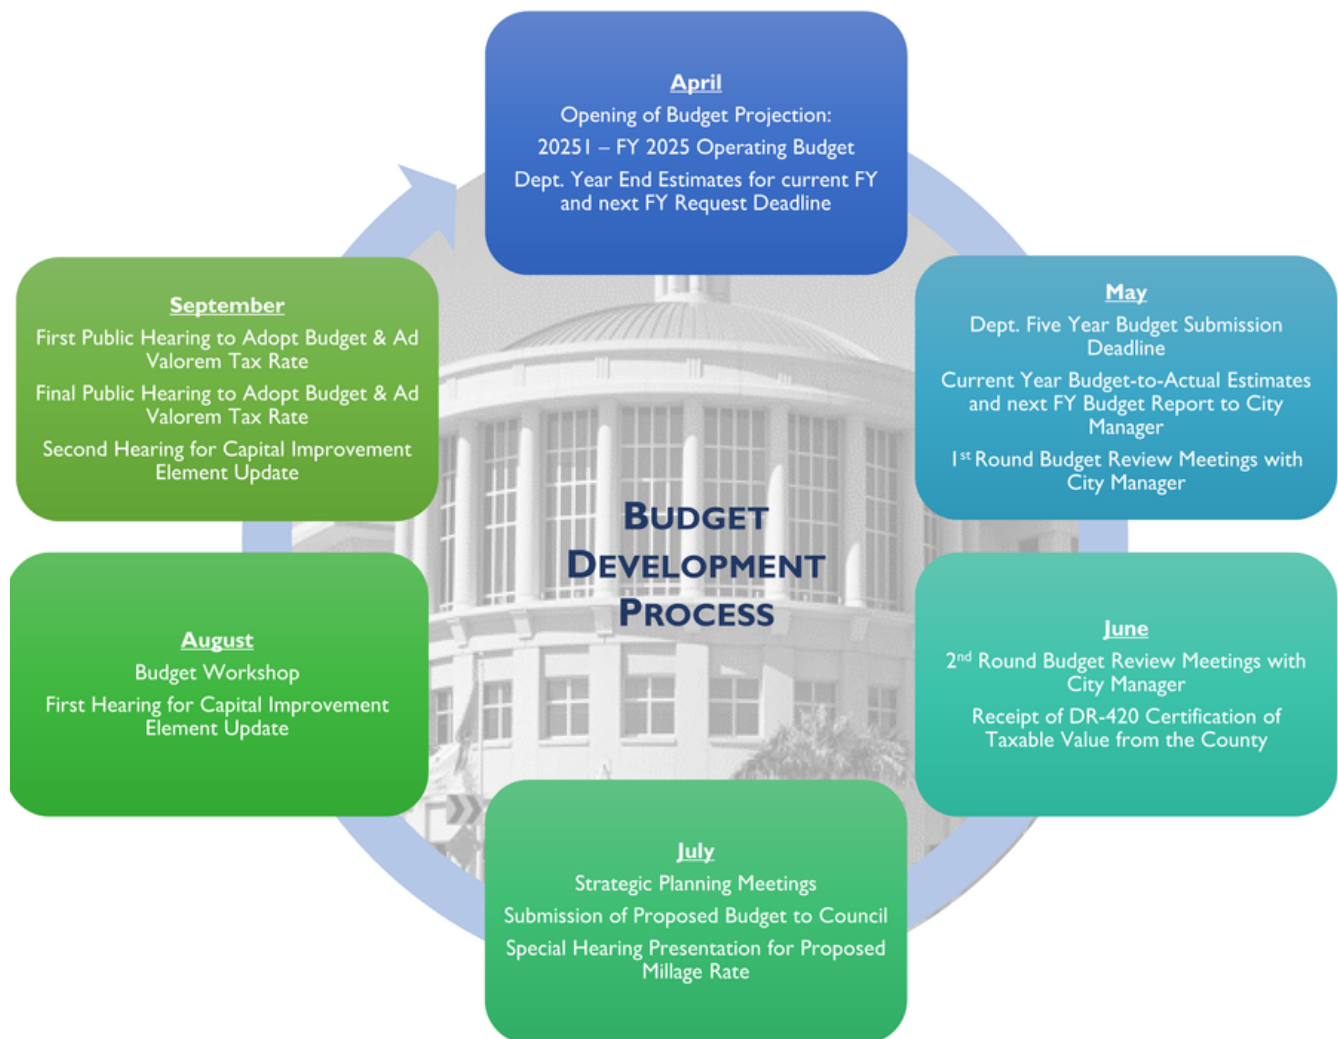 April
Opening of Budget Projection:
20251 – FY 2025 Operating Budget
Dept. Year End Estimates for current FY
and next FY Request Deadline
May
Dept. Five Year Budget Submission
Deadline
Current Year Budget-to-Actual Estimates
and next FY Budget Report to City
Manager
1st Round Budget Review Meetings with
City Manager
June
2nd Round Budget Review Meetings with
City Manager
Receipt of DR-420 Certification of
Taxable Value from the County
July
Strategic Planning Meetings
Submission of Proposed Budget to Council
Special Hearing Presentation for Proposed
Millage Rate
August
Budget Workshop
First Hearing for Capital Improvement
Element Update
September
First Public Hearing to Adopt Budget & Ad
Valorem Tax Rate
Final Public Hearing to Adopt Budget & Ad
Valorem Tax Rate
Second Hearing for Capital Improvement
Element Update
BUDGET
DEVELOPMENT
PROCESS